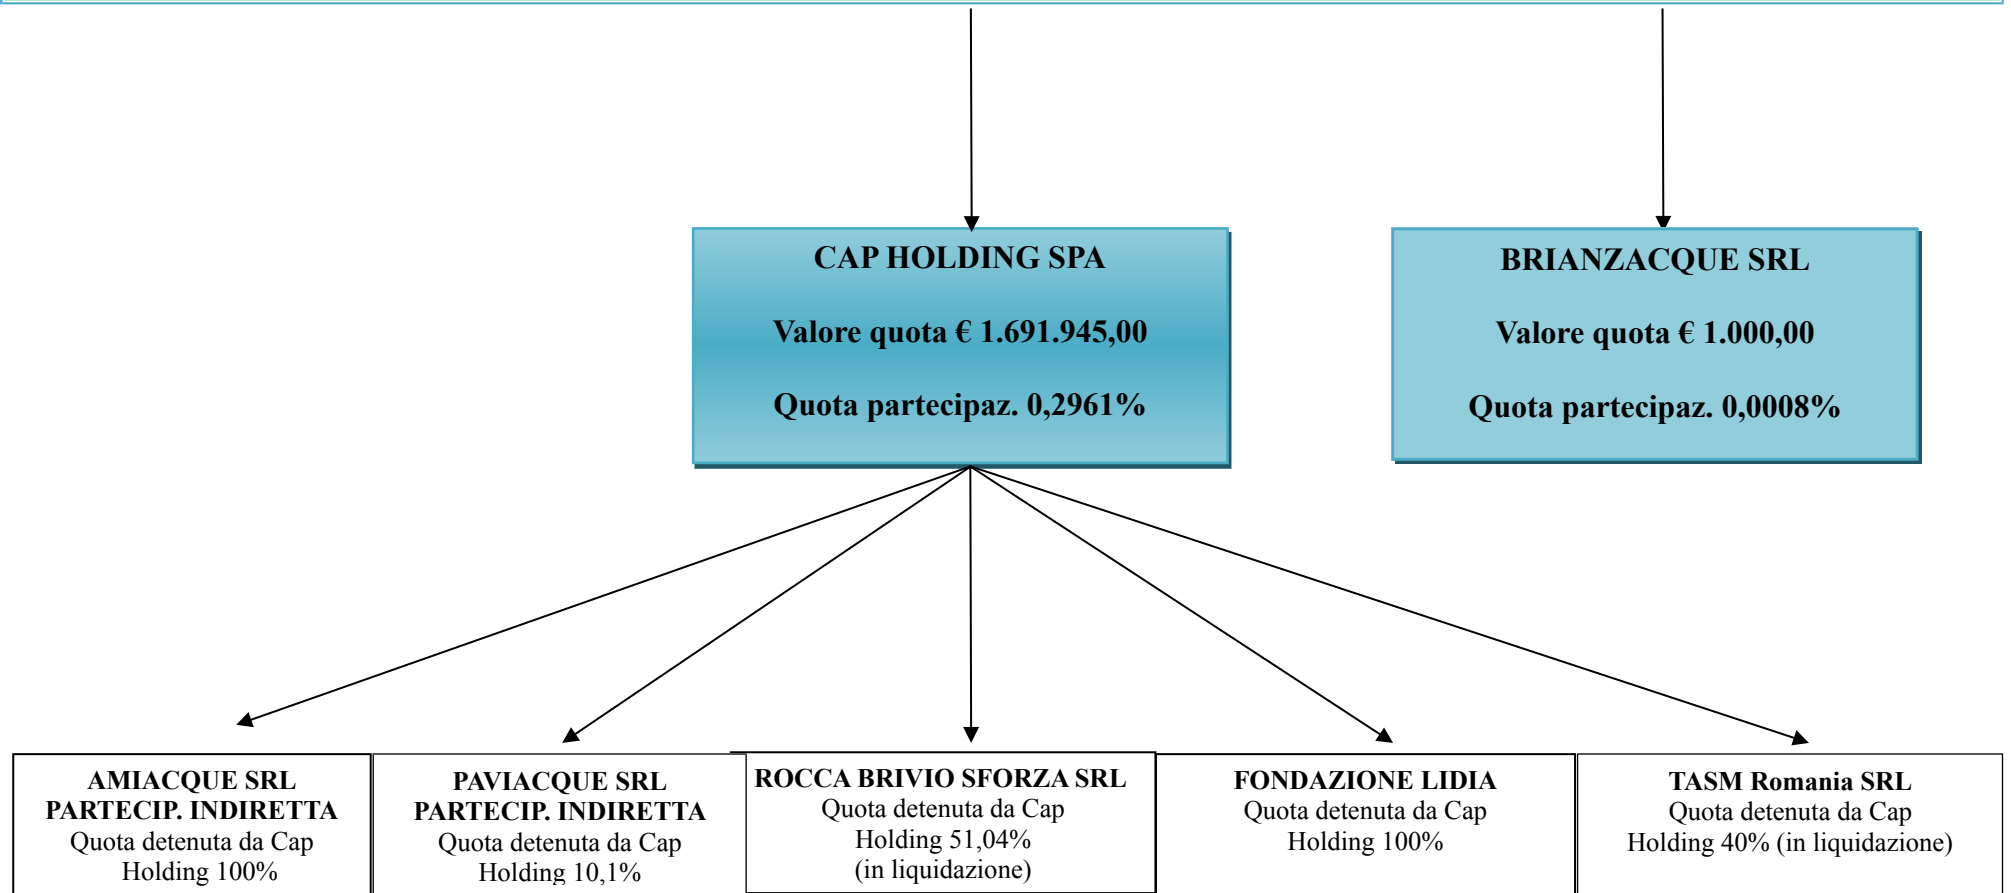 CAP HOLDING SPA
Valore quota € 1.691.945,00
Quota partecipaz. 0,2961%
BRIANZACQUE SRL
Valore quota € 1.000,00
Quota partecipaz. 0,0008%
AMIACQUE SRL
PARTECIP. INDIRETTA
Quota detenuta da Cap
Holding 100%
PAVIACQUE SRL
PARTECIP. INDIRETTA
Quota detenuta da Cap
Holding 10,1%
ROCCA BRIVIO SFORZA SRL
Quota detenuta da Cap
Holding 51,04%
(in liquidazione)
FONDAZIONE LIDIA
Quota detenuta da Cap
Holding 100%
TASM Romania SRL
Quota detenuta da Cap
Holding 40% (in liquidazione)